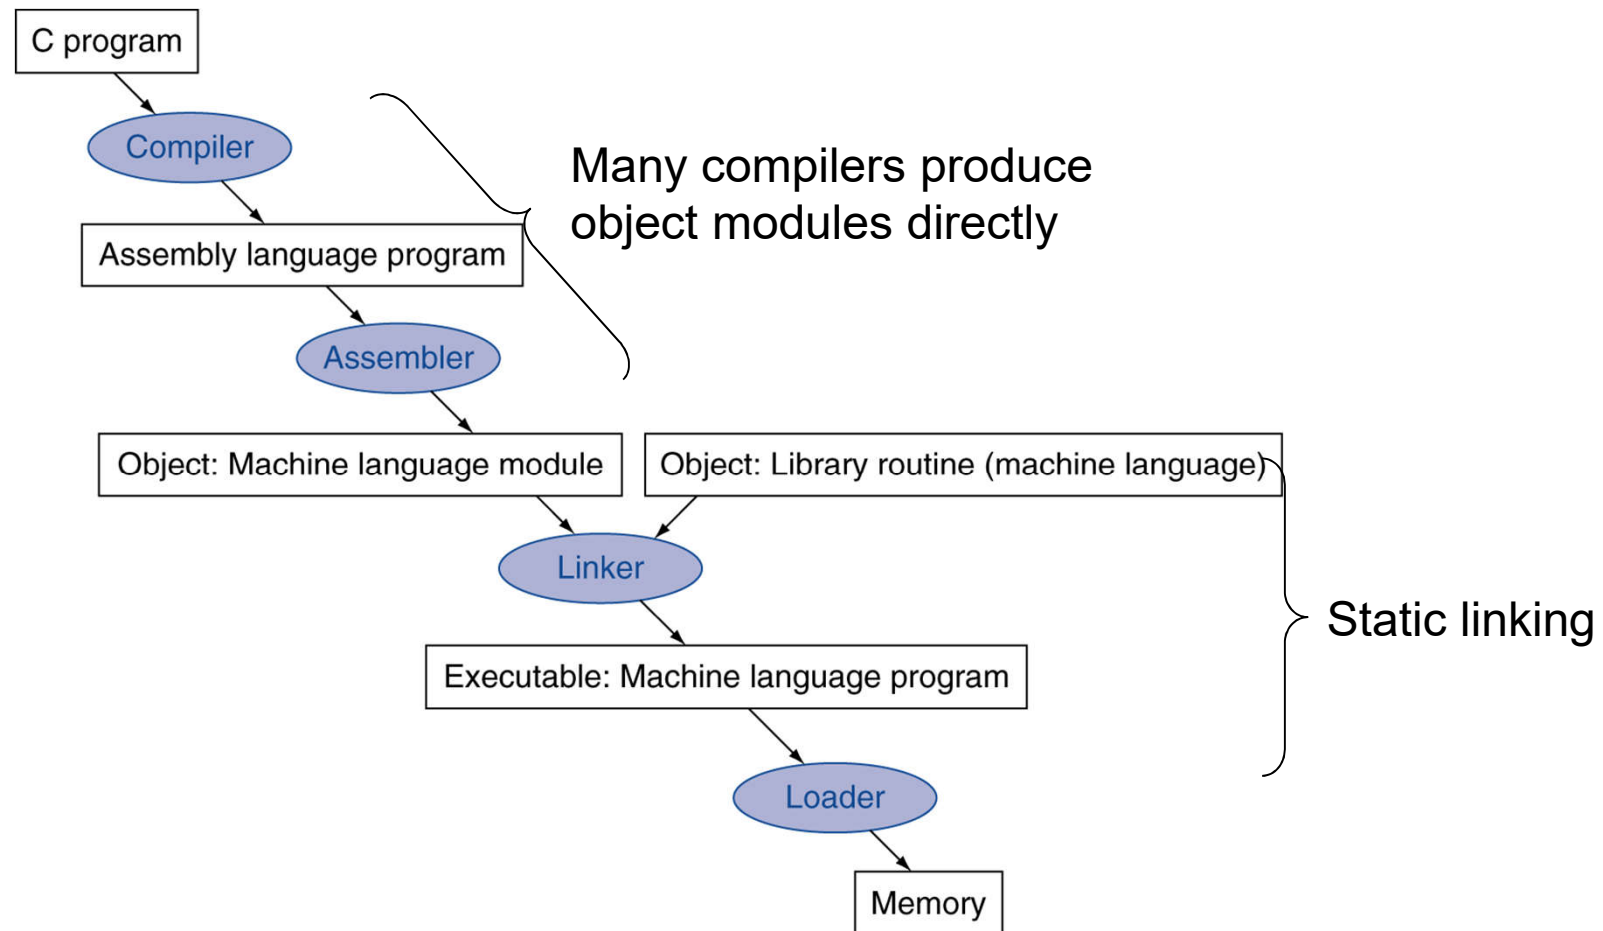 C program
Compiler
Many compilers produce
object modules directly
Assembly language program
Assembler
Object: Machine language module
Object: Library routine (machine language)
Linker
Static linking
Executable: Machine language program
Loader
Memory